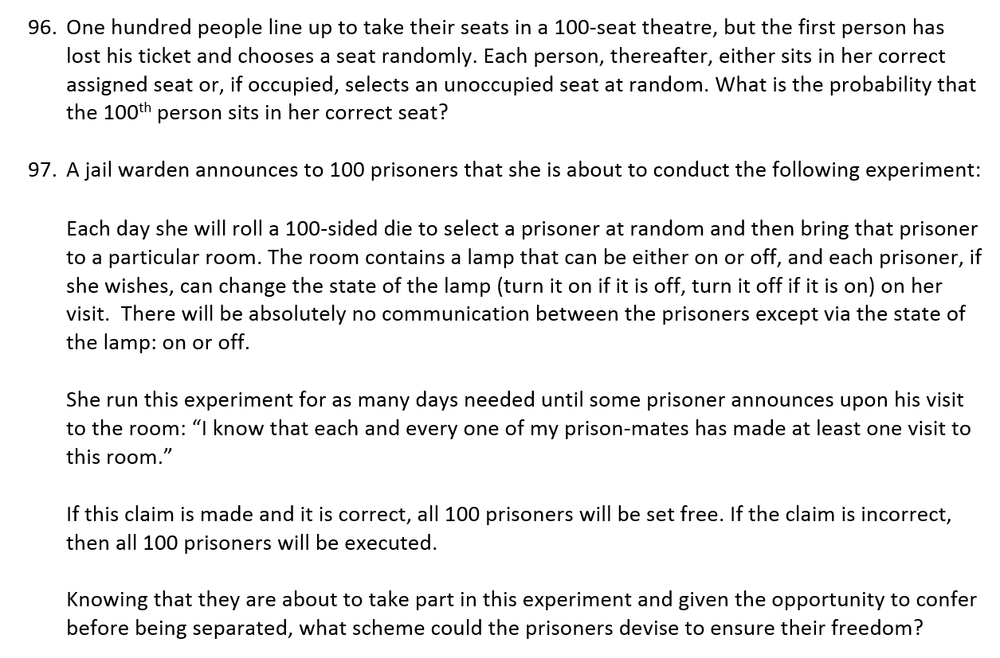 96. One hundred people line up to take their seats in a 100-seat theatre, but the first person has
lost his ticket and chooses a seat randomly. Each person, thereafter, either sits in her correct
assigned seat or, if occupied, selects an unoccupied seat at random. What is the probability that
the 100th person sits in her correct seat?
97. A jail warden announces to 100 prisoners that she is about to conduct the following experiment:
Each day she will roll a 100-sided die to select a prisoner at random and then bring that prisoner
to a particular room. The room contains a lamp that can be either on or off, and each prisoner, if
she wishes, can change the state of the lamp (turn it on if it is off, turn it off if it is on) on her
visit.  There will be absolutely no communication between the prisoners except via the state of
the lamp: on or off.
She run this experiment for as many days needed until some prisoner announces upon his visit
to the room: “I know that each and every one of my prison-mates has made at least one visit to
this room.”
If this claim is made and it is correct, all 100 prisoners will be set free. If the claim is incorrect,
then all 100 prisoners will be executed.
Knowing that they are about to take part in this experiment and given the opportunity to confer
before being separated, what scheme could the prisoners devise to ensure their freedom?